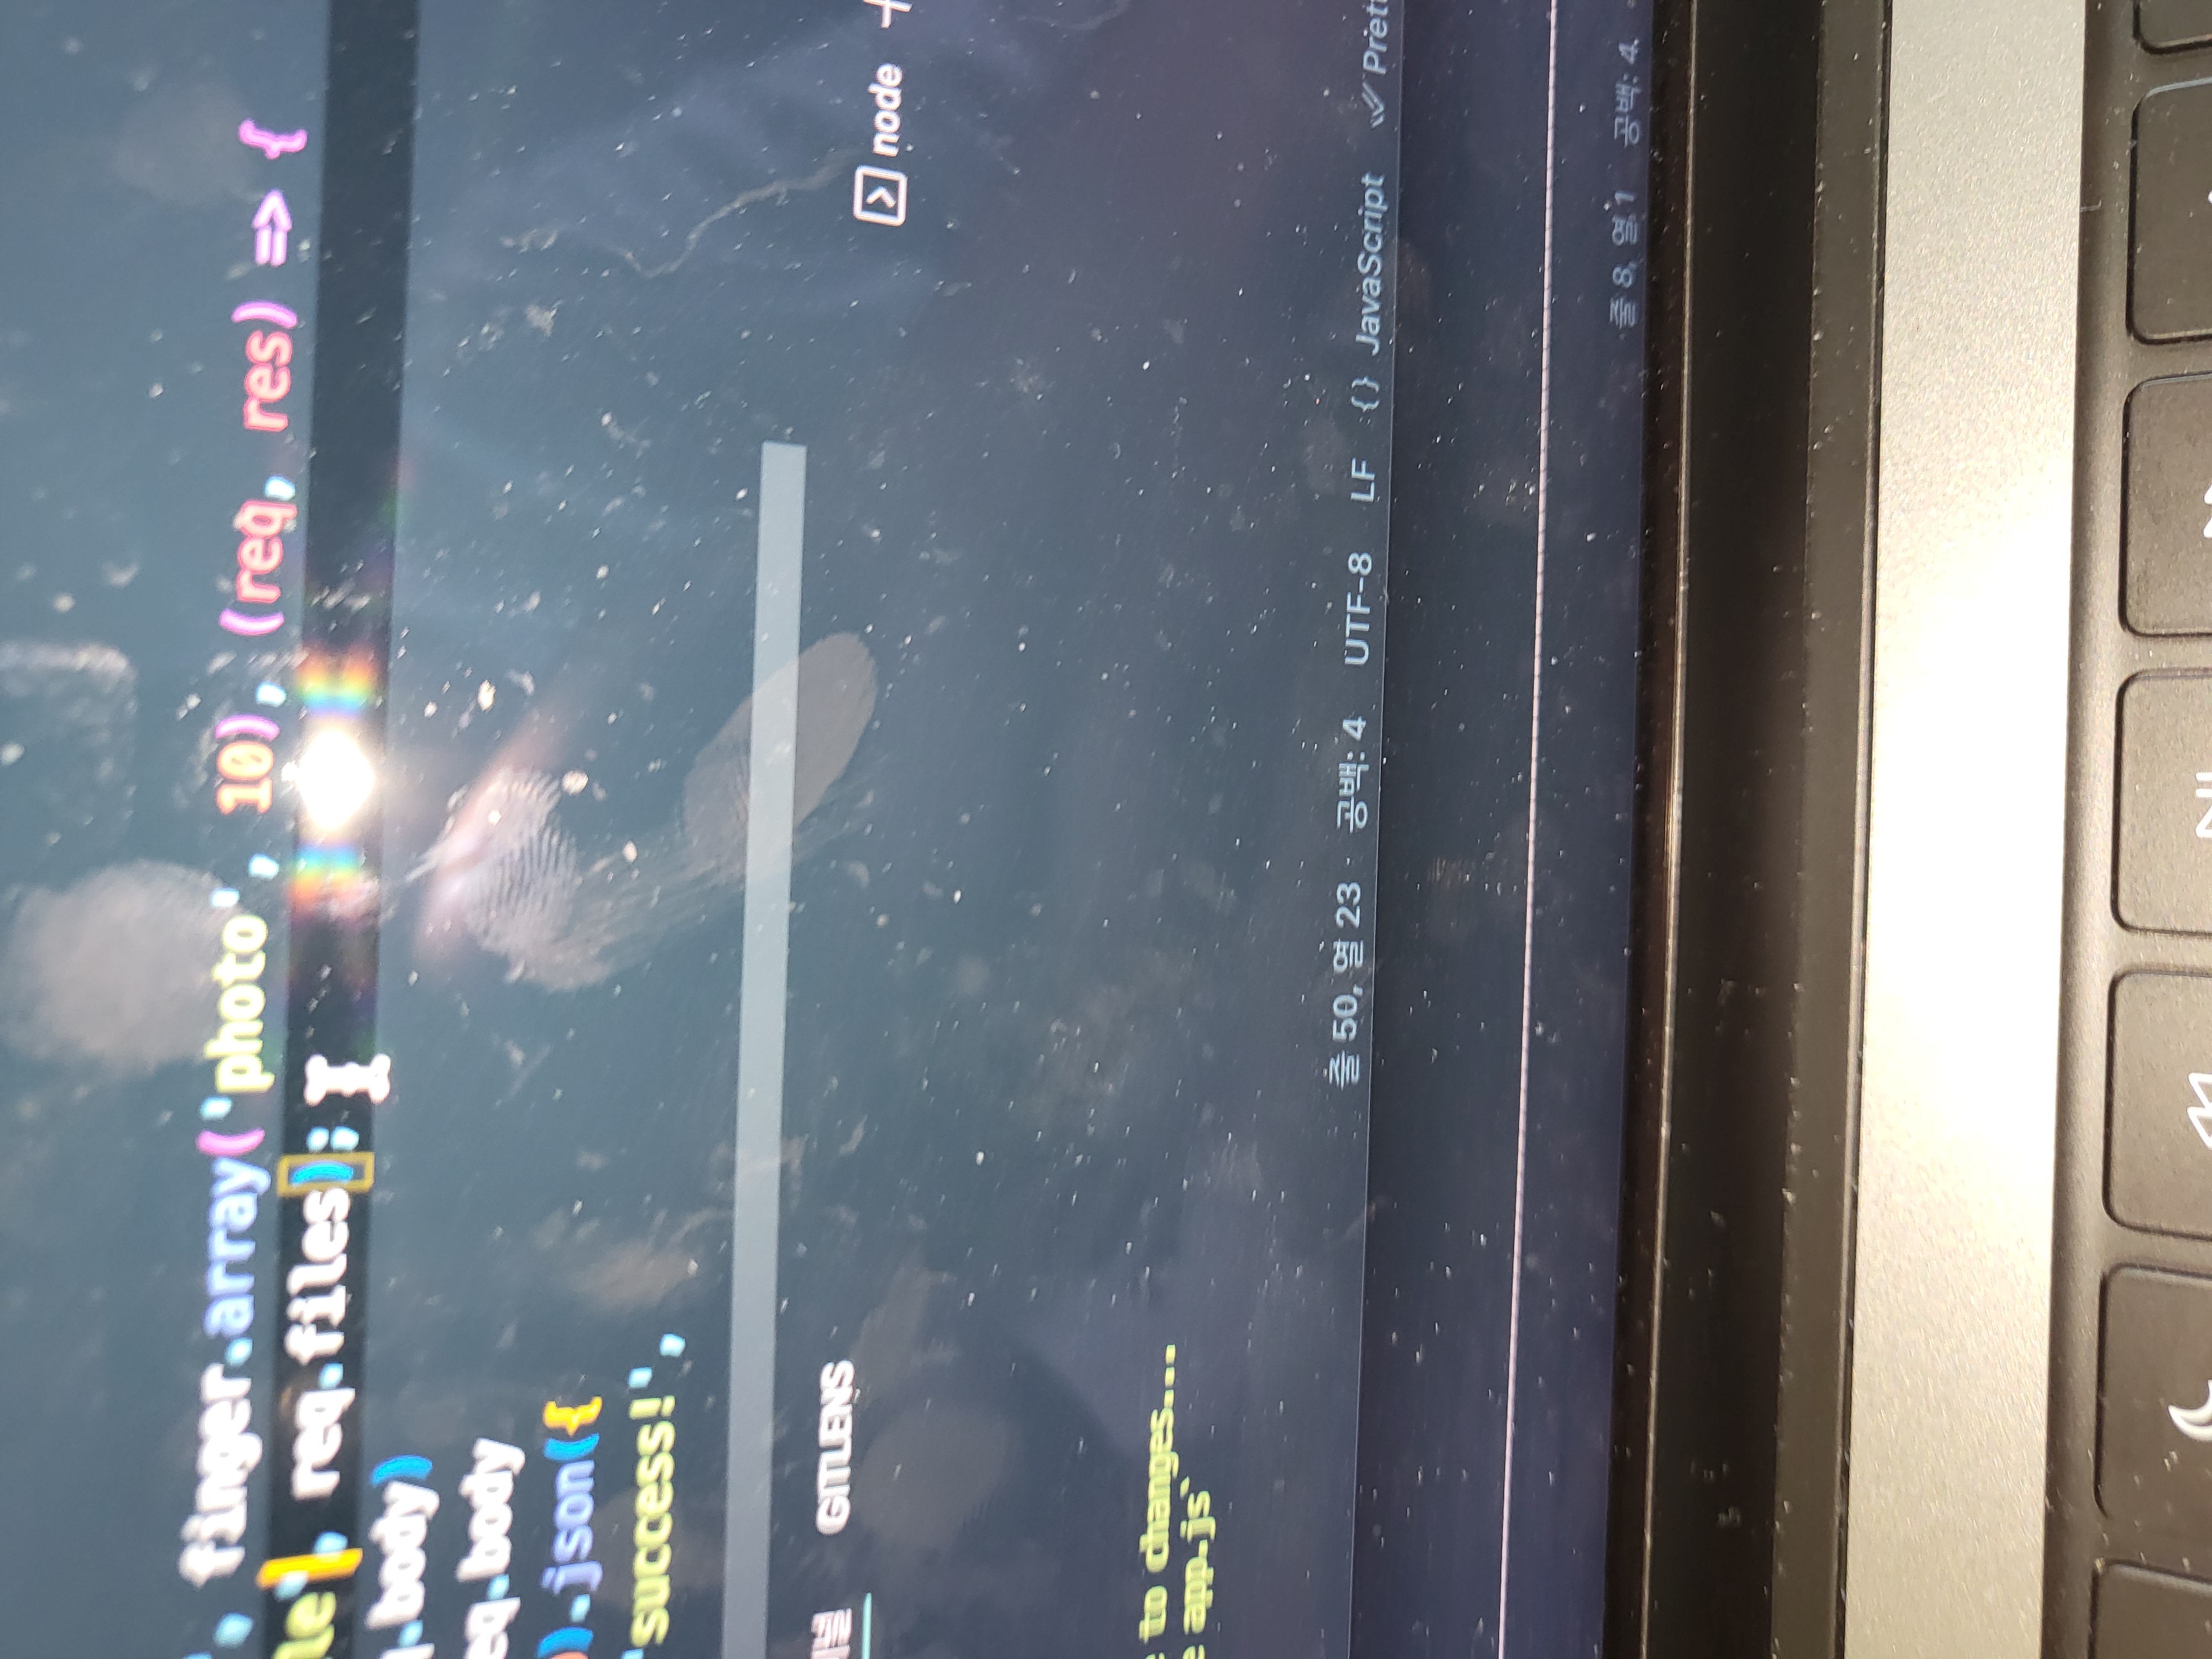 ', finger.array('photo', 10), (req, res) => {
le', req.files);
.body)
eq.body
).json({
'success!',
GITLENS
node +
to changes...
app.js`
줄 50, 열 23 공백: 4 UTF-8 LF {} JavaScript Prett
줄 8, 열 1 공백: 4